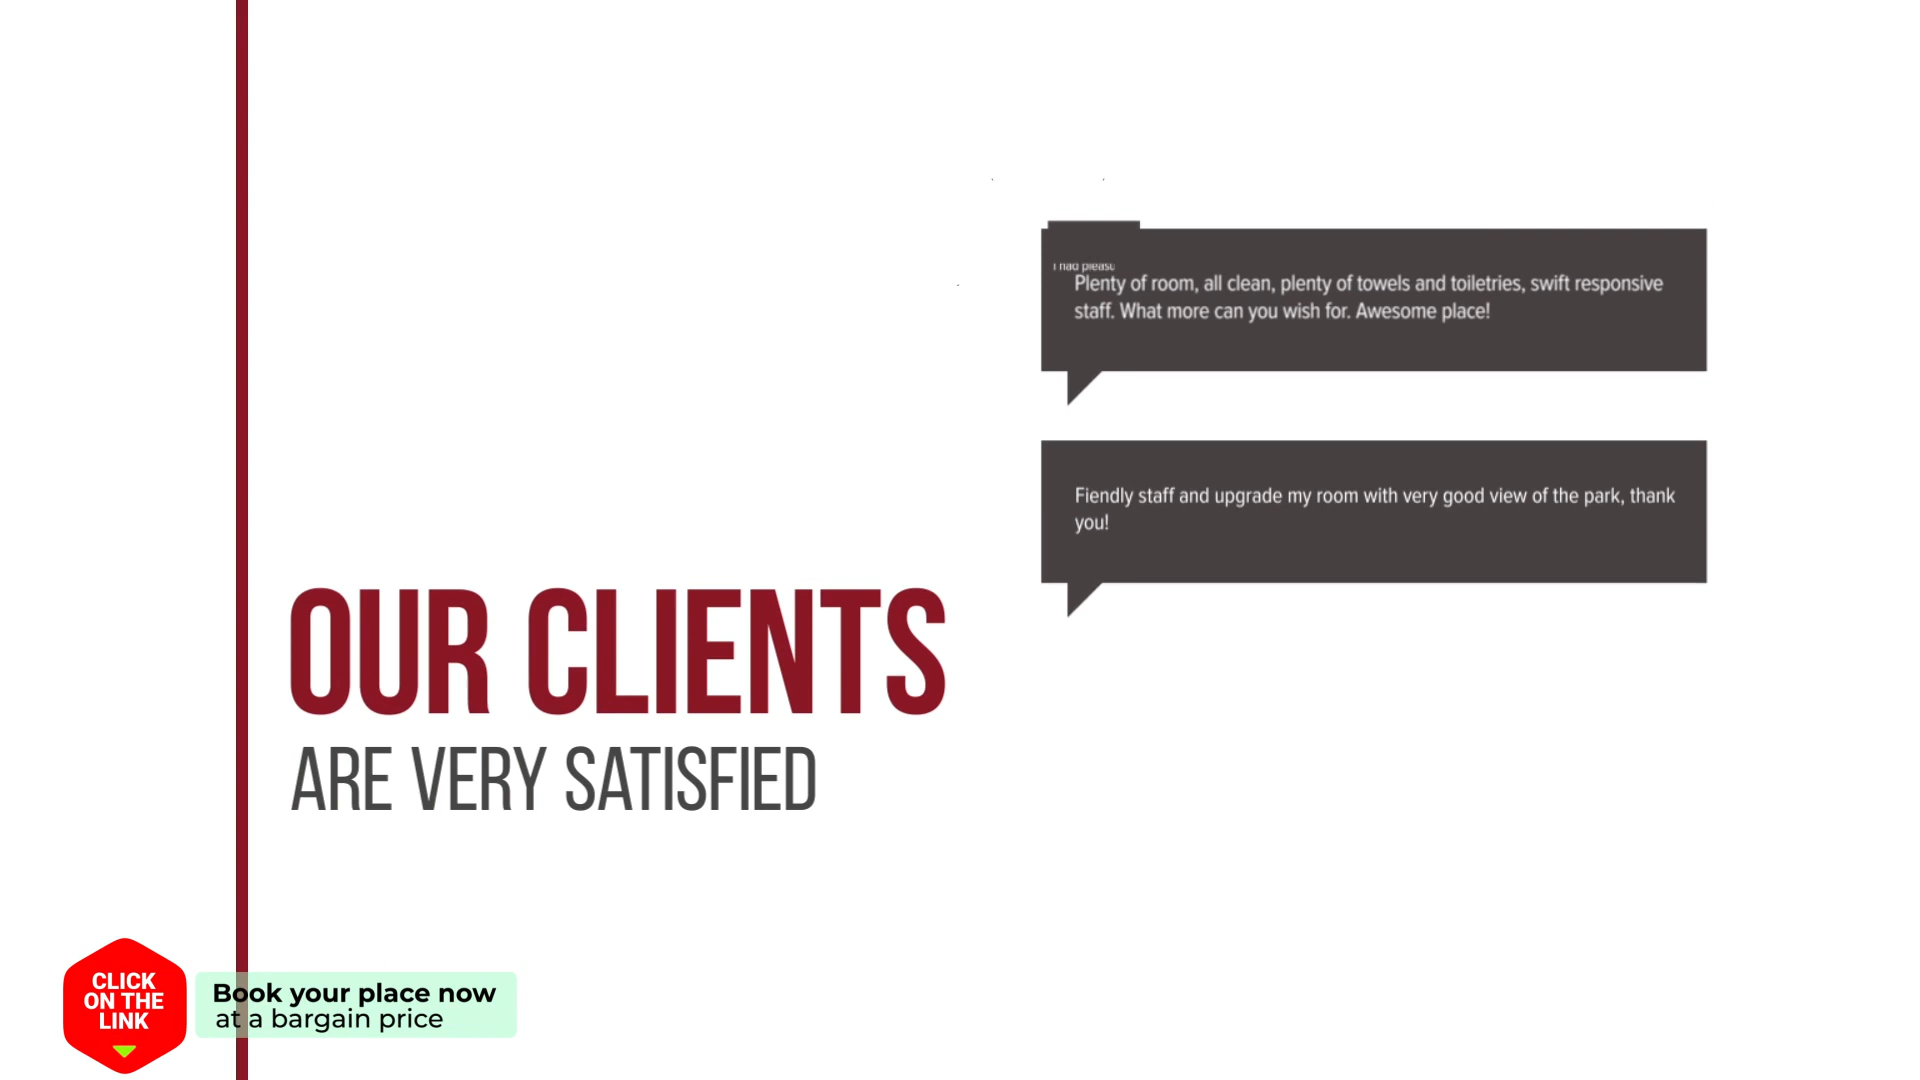 I had
Plenty of room, all clean, plenty of towels and toiletries, swift responsive
staff. What more can you wish for. Awesome place!
Fiendly staff and upgrade my room with very good view of the park, thank
you!
OUR CLIENTS
ARE VERY SATISFIED
CLICK
ON THE
LINK
Book your place now
at a bargain price